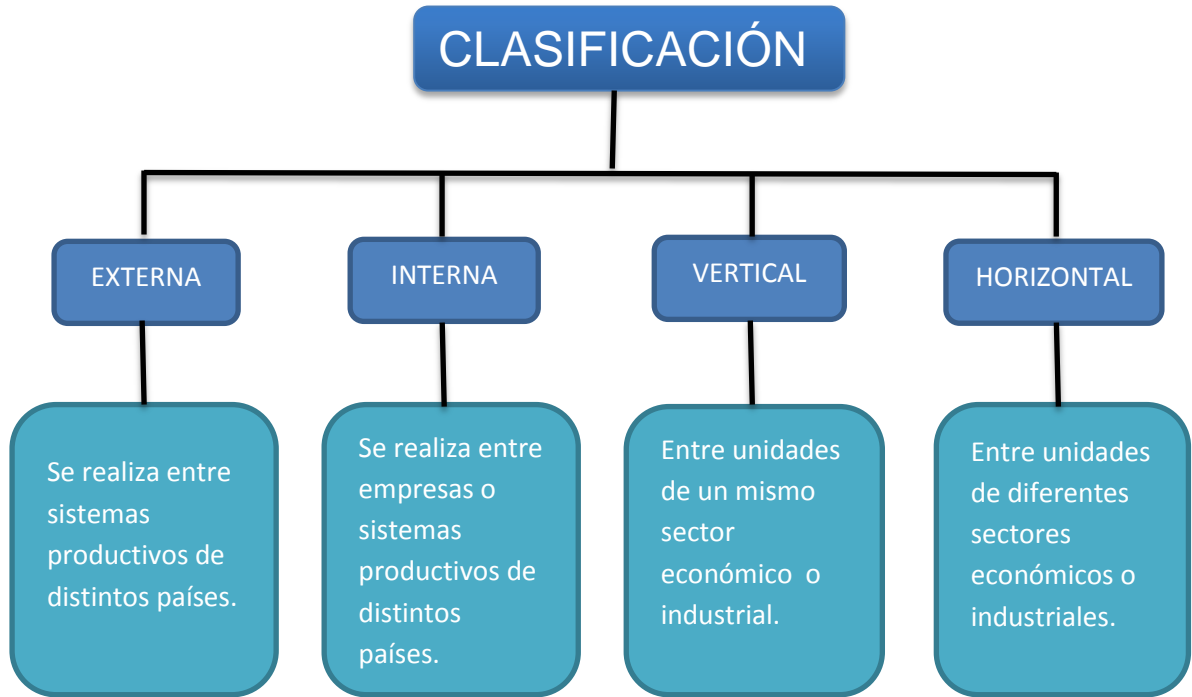 CLASIFICACIÓN
EXTERNA
INTERNA
VERTICAL
HORIZONTAL
Se realiza entre
sistemas
productivos de
distintos países.
Se realiza entre
empresas o
sistemas
productivos de
distintos
países.
Entre unidades
de un mismo
sector
económico o
industrial.
Entre unidades
de diferentes
sectores
económicos o
industriales.